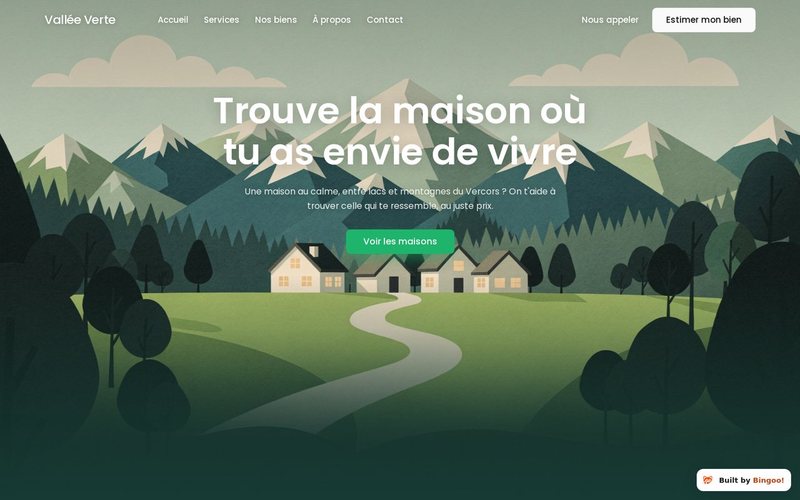 Vallée Verte
Accueil
Services
Nos biens
À propos
Contact
Nous appeler
Estimer mon bien
Trouve la maison où
tu as envie de vivre
Une maison au calme, entre lacs et montagnes du Vercors ? On t'aide à
trouver celle qui te ressemble, au juste prix.
Voir les maisons
Built by Bingoo!